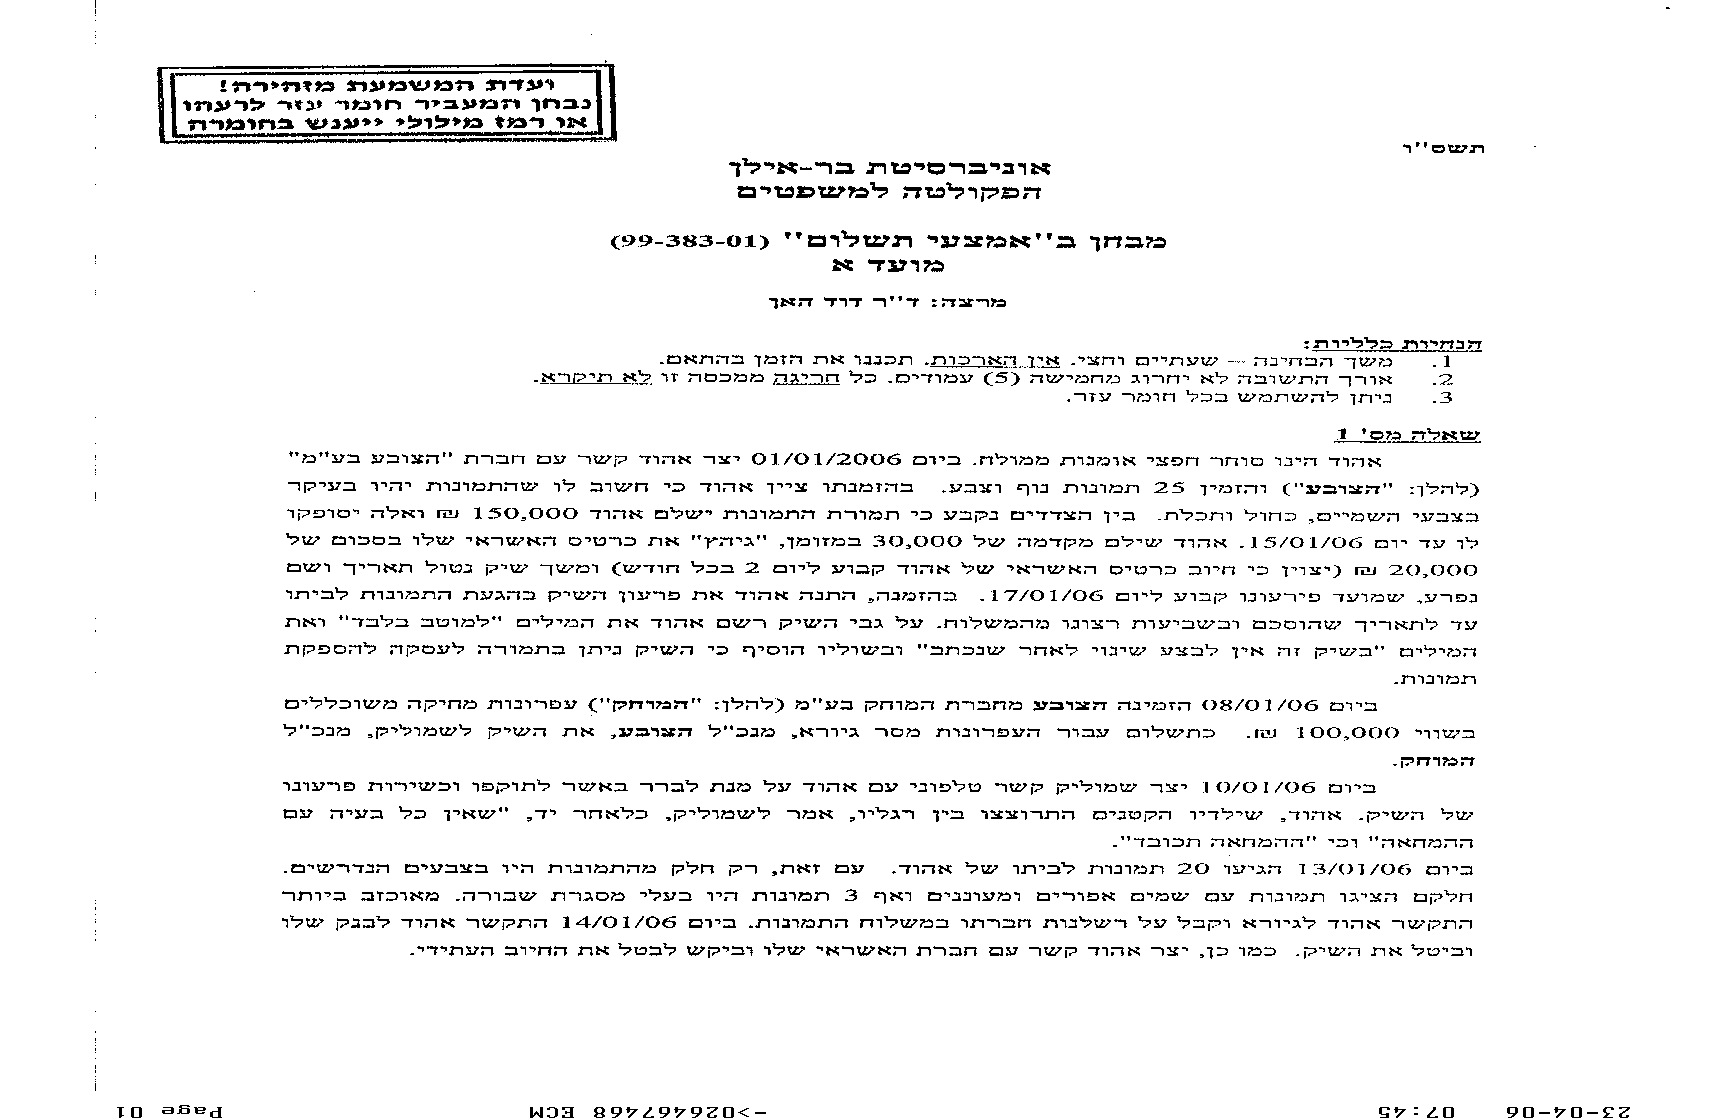 ועדת המשמעת מזהירה!
נבחן המעביר חומר עזר לרעהו
או רמז מילולי ייענש בחומרה
תשס"ו
אוניברסיטת בר-אילן
הפקולטה למשפטים
מבחן ב"אמצעי תשלום" (99-383-01)
מועד א
מרצה: ד"ר דוד האן
הנחיות כלליות:
1. משך הבחינה – שעתיים וחצי. אין הארכות. תכננו את הזמן בהתאם.
2. אורך התשובה לא יחרוג מחמישה (5) עמודים. כל חריגה ממכסה זו לא תיקרא.
3. ניתן להשתמש בכל חומר עזר.
שאלה מס' 1
אהוד הינו סוחר חפצי אומנות ממולח. ביום 01/01/2006 יצר אהוד קשר עם חברת "הצובע בע"מ"
(להלן: "הצובע") והזמין 25 תמונות נוף וצבע. בהזמנתו ציין אהוד כי חשוב לו שהתמונות יהיו בעיקר
בצבעי השמיים, כחול ותכלת. בין הצדדים נקבע כי תמורת התמונות ישלם אהוד 150,000 ₪ ואלה יסופקו
לו עד יום 15/01/06. אהוד שילם מקדמה של 30,000 במזומן, "גיהץ" את כרטיס האשראי שלו בסכום של
20,000 ₪ (יצוין כי חיוב כרטיס האשראי של אהוד קבוע ליום 2 בכל חודש) ומשך שיק נטול תאריך ושם
נפרע, שמועד פירעונו קבוע ליום 17/01/06. בהזמנה, התנה אהוד את פרעון השיק בהגעת התמונות לביתו
עד לתאריך שהוסכם ובשביעות רצונו מהמשלוח. על גבי השיק רשם אהוד את המילים "למוטב בלבד" ואת
המילים "בשיק זה אין לבצע שינוי לאחר שנכתב" ובשוליו הוסיף כי השיק ניתן בתמורה לעסקה להספקת
תמונות.
ביום 08/01/06 הזמינה הצובע מחברת המוחק בע"מ (להלן: "המוחק") עפרונות מחיקה משוכללים
בשווי 100,000 ₪. כתשלום עבור העפרונות מסר גיורא, מנכ"ל הצובע, את השיק לשמוליק, מנכ"ל
המוחק.
ביום 10/01/06 יצר שמוליק קשר טלפוני עם אהוד על מנת לברר באשר לתוקפו וכשירות פרעונו
של השיק. אהוד, שילדיו הקטנים התרוצצו בין רגליו, אמר לשמוליק, כלאחר יד, "שאין כל בעיה עם
ההמחאה" וכי "ההמחאה תכובד".
ביום 13/01/06 הגיעו 20 תמונות לביתו של אהוד. עם זאת, רק חלק מהתמונות היו בצבעים הנדרשים.
חלקם הציגו תמונות עם שמים אפורים ומעוננים ואף 3 תמונות היו בעלי מסגרת שבורה. מאוכזב ביותר
התקשר אהוד לגיורא וקבל על רשלנות חברתו במשלוח התמונות. ביום 14/01/06 התקשר אהוד לבנק שלו
וביטל את השיק. כמו כן, יצר אהוד קשר עם חברת האשראי שלו וביקש לבטל את החיוב העתידי.
23-04-06 07:45 ->026467468 ECM Page 01